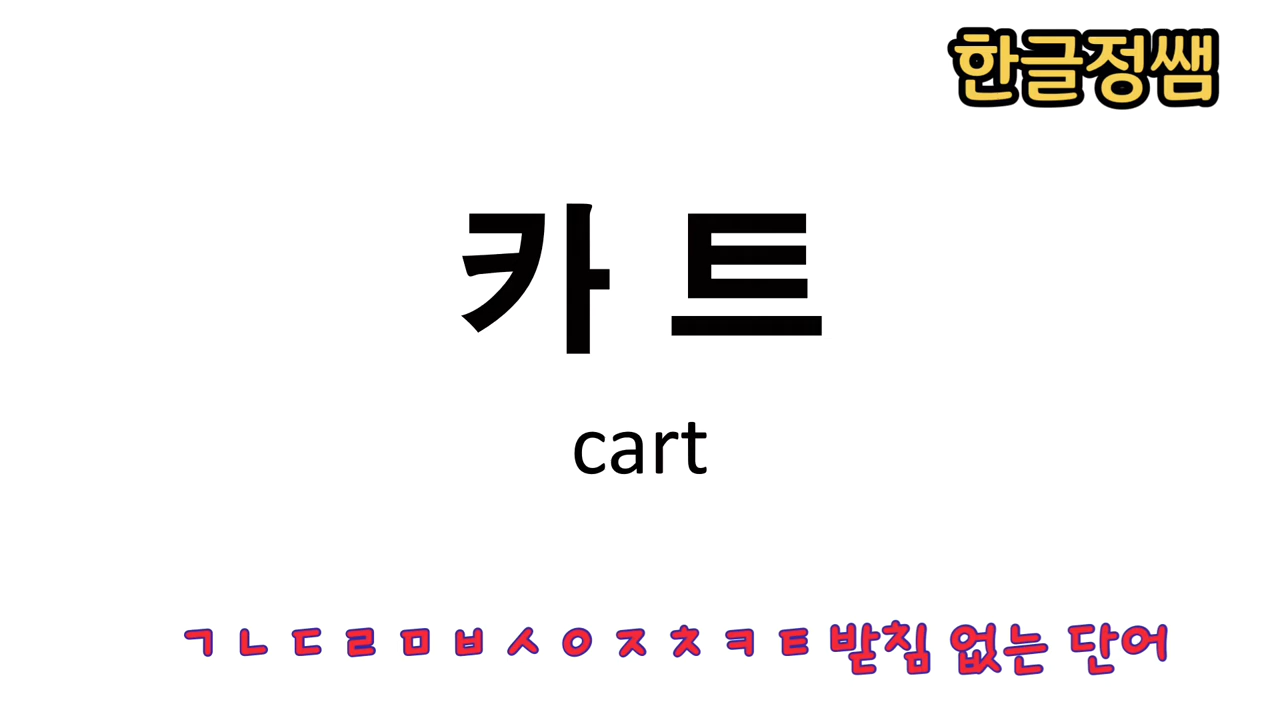 한글정쌤
카 트
cart
ㄱ ㄴ ㄷ ㄹ ㅁ ㅂ ㅅ ㅇ ㅈ ㅊ ㅋ ㅌ 받침 없는 단어